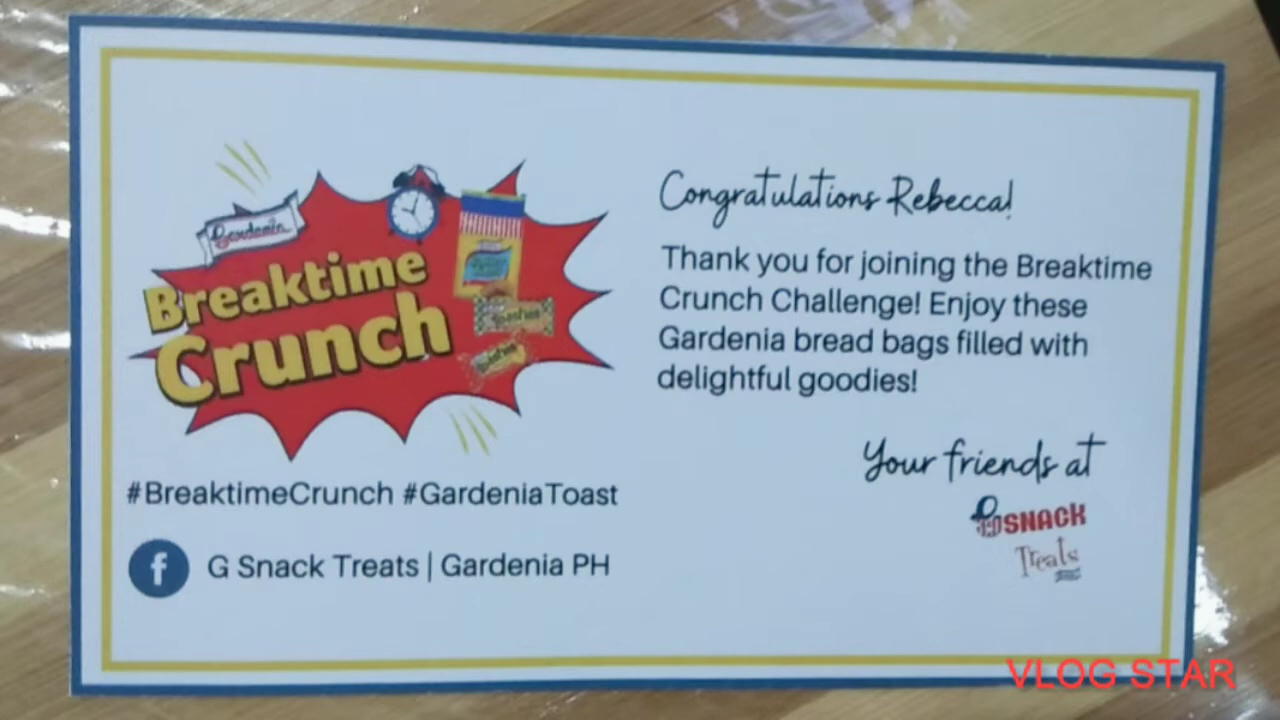 Gardenia
Breaktime
Crunch
Toasties
#BreaktimeCrunch #GardeniaToast
G Snack Treats | Gardenia PH
Congratulations Rebecca!
Thank you for joining the Breaktime
Crunch Challenge! Enjoy these
Gardenia bread bags filled with
delightful goodies!
Your friends at
SNACK
Treats
VLOG STAR